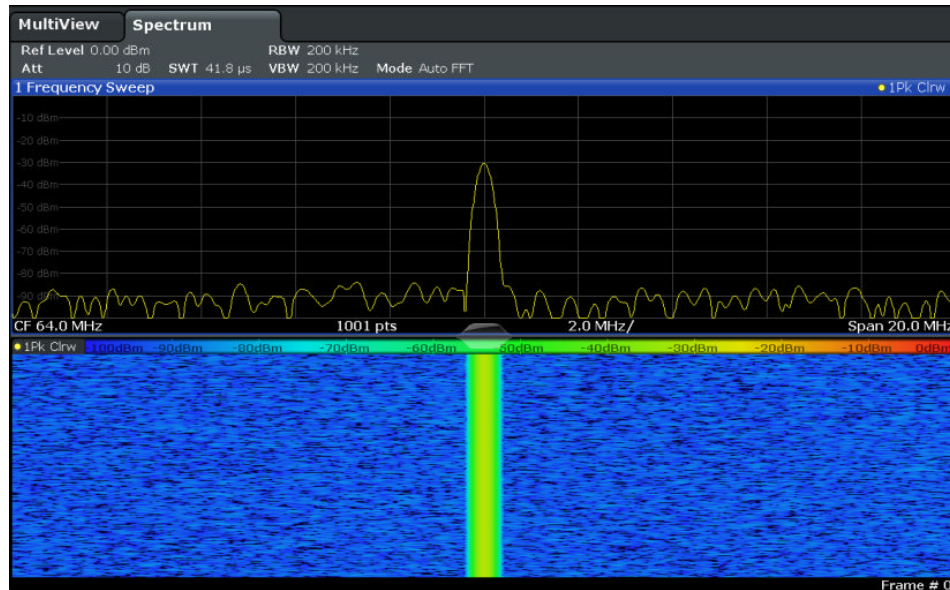 MultiView Spectrum
Ref Level 0.00 dBm RBW 200 kHz
Att 10 dB SWT 41.8 µs VBW 200 kHz Mode Auto FFT
1 Frequency Sweep 1Pk Clrw
-10 dBm
-20 dBm
-30 dBm
-40 dBm
-50 dBm
-60 dBm
-70 dBm
-80 dBm
-90 dBm
CF 64.0 MHz 1001 pts 2.0 MHz/ Span 20.0 MHz
1Pk Clrw -100dBm -90dBm -80dBm -70dBm -60dBm -50dBm -40dBm -30dBm -20dBm -10dBm 0dBm
Frame # 0